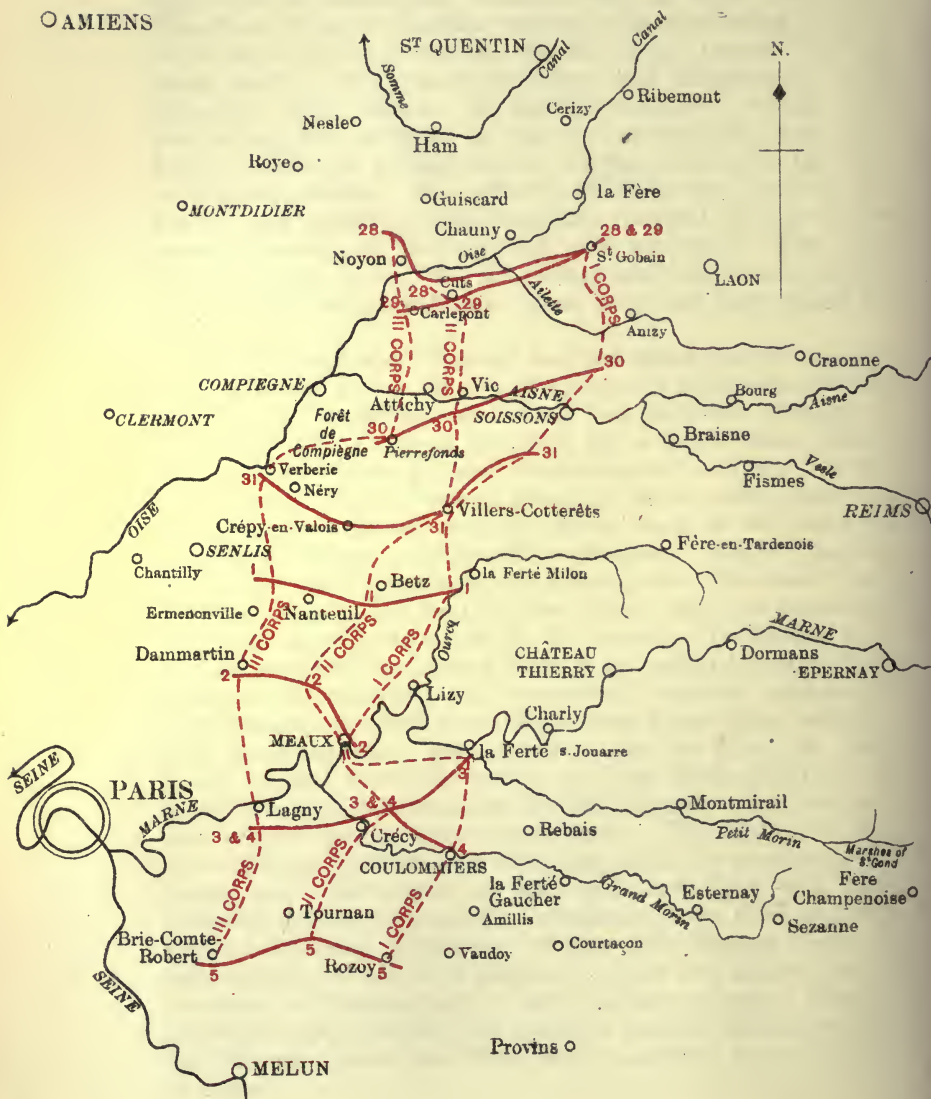 AMIENS
ST QUENTIN
Canal
Canal
Somme
N.
Nesle
Ham
Cerizy
Ribemont
Roye
MONTDIDIER
Guiscard
la Fère
Chauny
28
28 & 29
Noyon
Oise
St. Gobain
LAON
28
Cuts
29
29
Carlepont
Ailette
CORPS
Anizy
III CORPS
II CORPS
30
Craonne
COMPIEGNE
Attichy
Vic
AISNE
SOISSONS
Bourg
Aisne
CLERMONT
Forêt
de
Compiègne
30
30
Pierrefonds
Braisne
31
Verberie
31
Néry
Fismes
Vesle
OISE
Crépy-en-Valois
31
Villers-Cotterêts
REIMS
SENLIS
Chantilly
Fère-en-Tardenois
Betz
la Ferté Milon
Ermenonville
Nanteuil
III CORPS
II CORPS
I CORPS
Ourcq
MARNE
Dammartin
2
2
CHÂTEAU
THIERRY
Dormans
EPERNAY
Lizy
Charly
MEAUX
2
la Ferté s. Jouarre
3
SEINE
PARIS
MARNE
Lagny
3 & 4
3 & 4
Crécy
4
COULOMMIERS
Rebais
Montmirail
Petit Morin
Marshes of
St Gond
III CORPS
II CORPS
I CORPS
la Ferté
Gaucher
Grand Morin
Esternay
Fère
Champenoise
Tournan
Amillis
Sezanne
Brie-Comte-
Robert
5
5
Rozoy
5
Vaudoy
Courtaçon
SEINE
Provins
MELUN